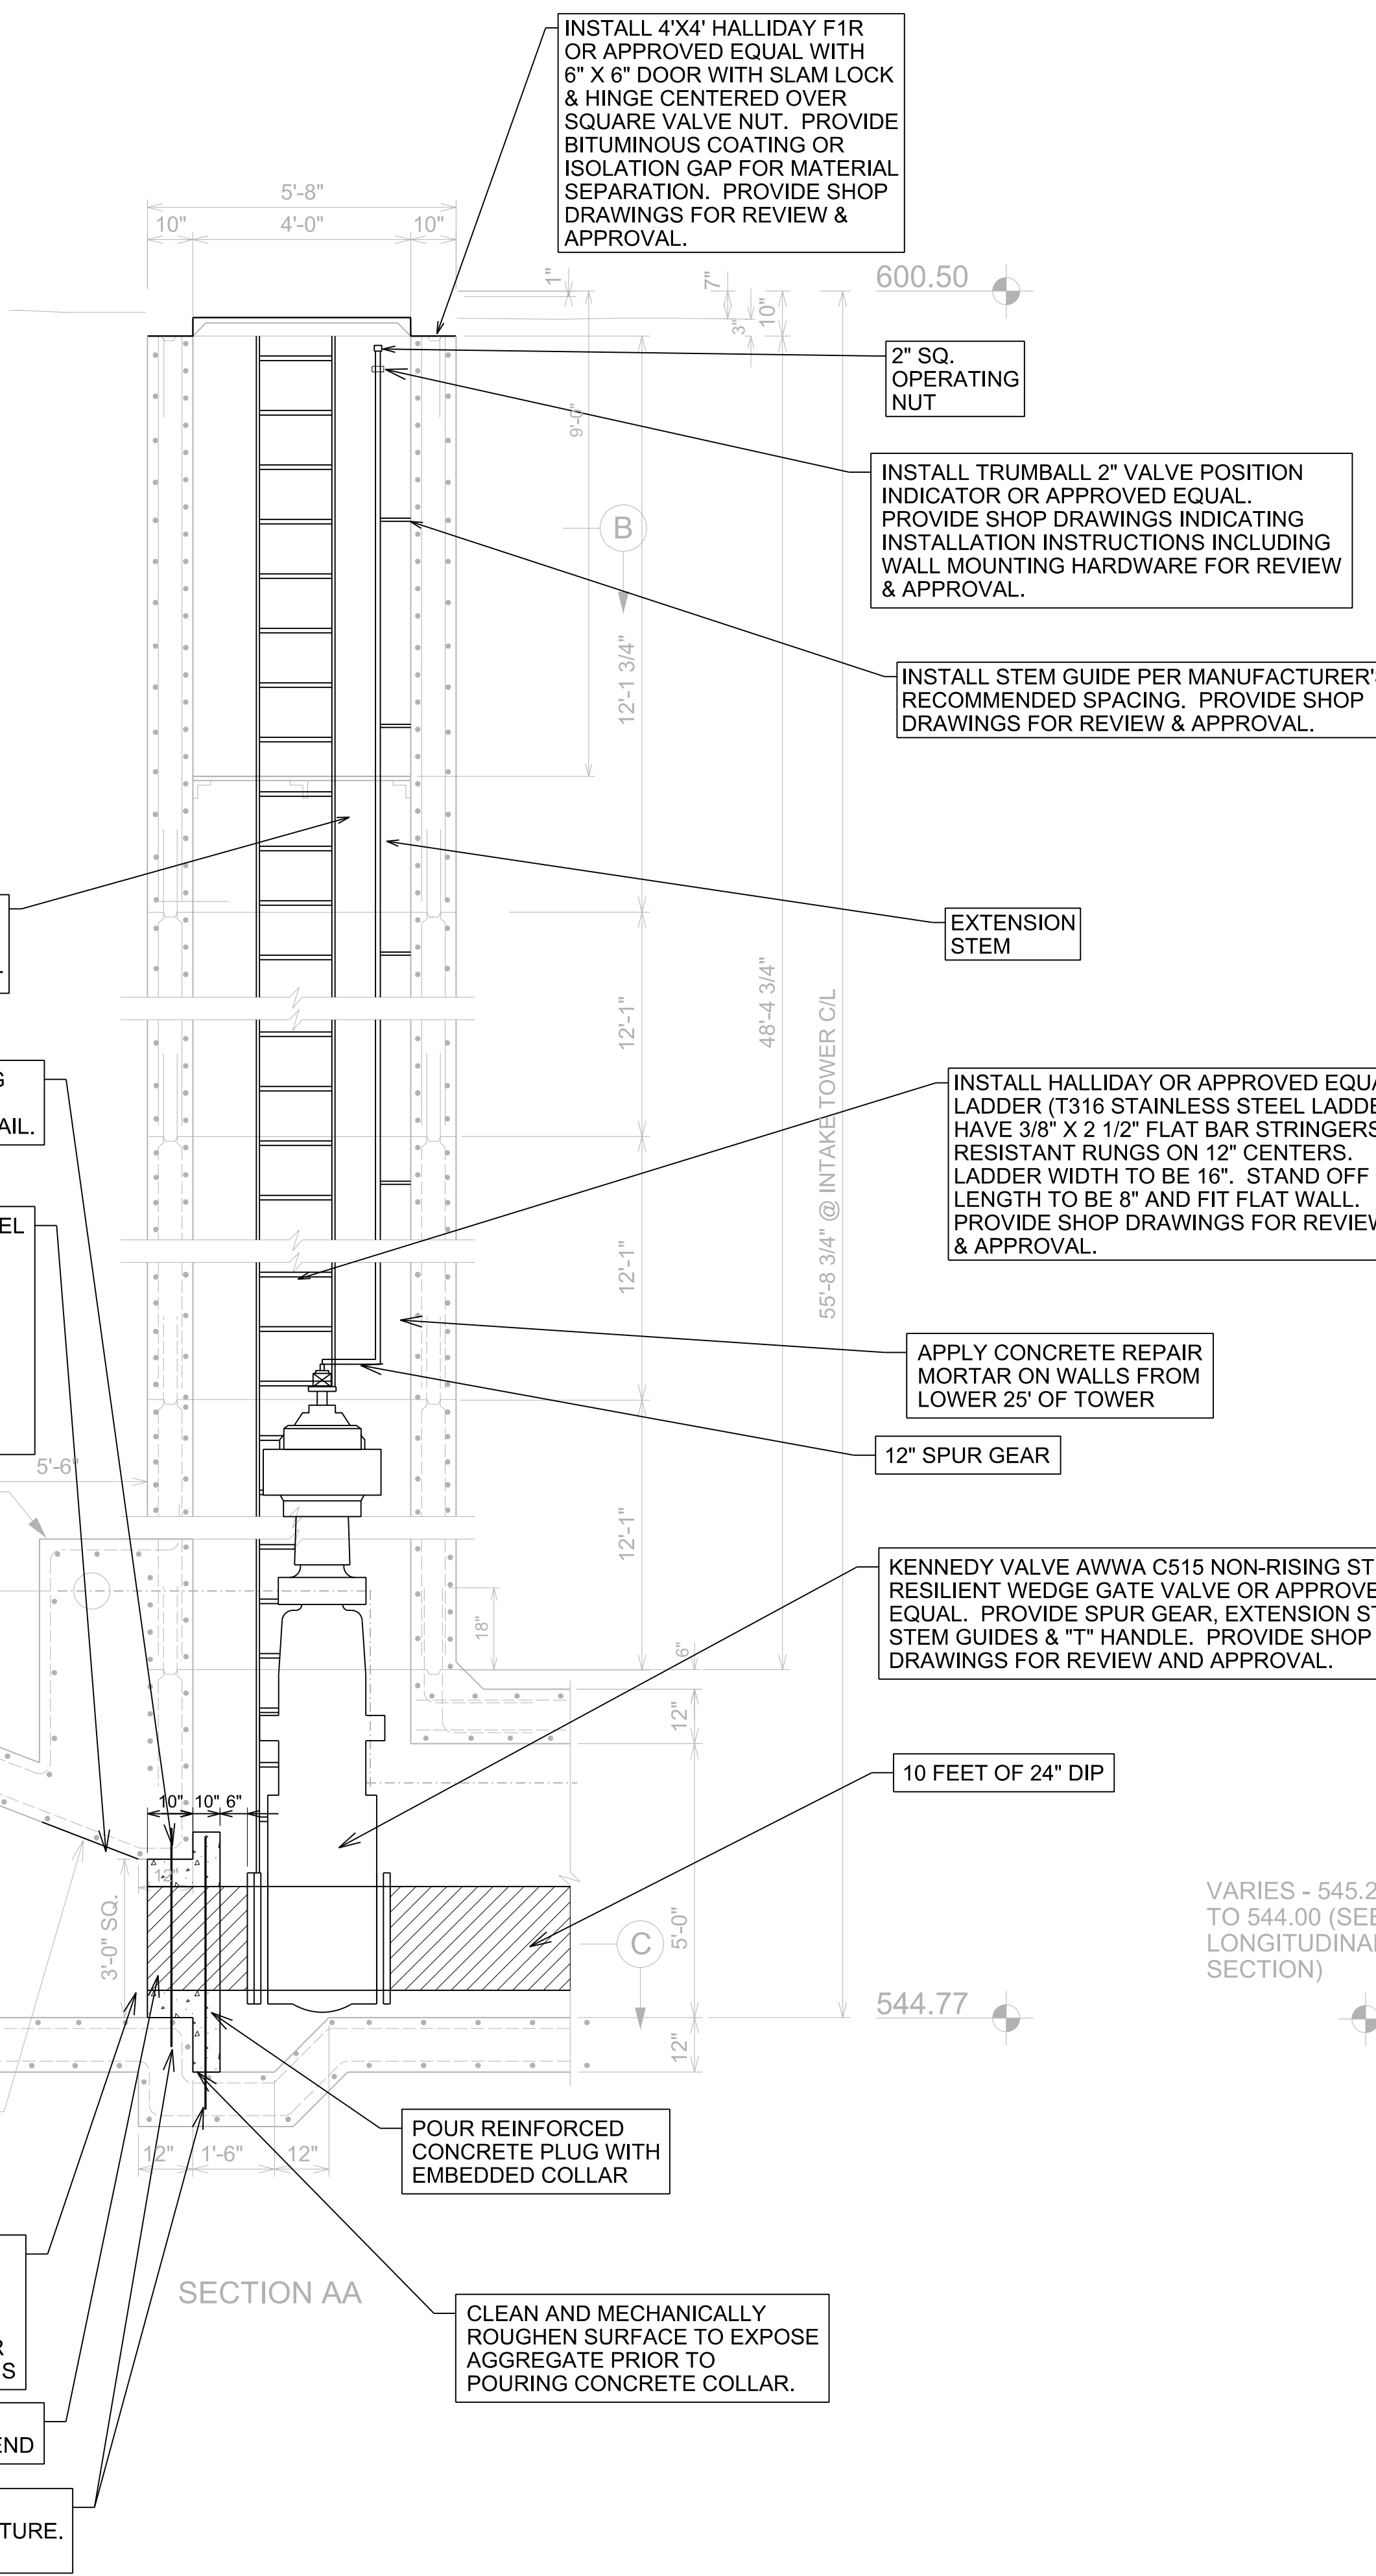 INSTALL 4'X4' HALLIDAY F1R
OR APPROVED EQUAL WITH
6" X 6" DOOR WITH SLAM LOCK
& HINGE CENTERED OVER
SQUARE VALVE NUT. PROVIDE
BITUMINOUS COATING OR
ISOLATION GAP FOR MATERIAL
SEPARATION. PROVIDE SHOP
DRAWINGS FOR REVIEW &
APPROVAL.
5'-8"
10"
4'-0"
10"
1"
7"
3"
10"
600.50
2" SQ.
OPERATING
NUT
9'-0"
INSTALL TRUMBALL 2" VALVE POSITION
INDICATOR OR APPROVED EQUAL.
PROVIDE SHOP DRAWINGS INDICATING
INSTALLATION INSTRUCTIONS INCLUDING
WALL MOUNTING HARDWARE FOR REVIEW
& APPROVAL.
B
12'-1 3/4"
INSTALL STEM GUIDE PER MANUFACTURER'
RECOMMENDED SPACING. PROVIDE SHOP
DRAWINGS FOR REVIEW & APPROVAL.
EXTENSION
STEM
48'-4 3/4"
12'-1"
55'-8 3/4" @ INTAKE TOWER C/L
G
AIL.
INSTALL HALLIDAY OR APPROVED EQUA
LADDER (T316 STAINLESS STEEL LADDE
HAVE 3/8" X 2 1/2" FLAT BAR STRINGERS
RESISTANT RUNGS ON 12" CENTERS.
LADDER WIDTH TO BE 16". STAND OFF
LENGTH TO BE 8" AND FIT FLAT WALL.
PROVIDE SHOP DRAWINGS FOR REVIEW
& APPROVAL.
EL
12'-1"
APPLY CONCRETE REPAIR
MORTAR ON WALLS FROM
LOWER 25' OF TOWER
12" SPUR GEAR
5'-6"
12'-1"
KENNEDY VALVE AWWA C515 NON-RISING ST
RESILIENT WEDGE GATE VALVE OR APPROVE
EQUAL. PROVIDE SPUR GEAR, EXTENSION ST
STEM GUIDES & "T" HANDLE. PROVIDE SHOP
DRAWINGS FOR REVIEW AND APPROVAL.
18"
6"
12"
10 FEET OF 24" DIP
10"
10"
6"
12"
3'-0" SQ.
C
5'-0"
VARIES - 545.2
TO 544.00 (SEE
LONGITUDINAL
SECTION)
544.77
12"
12"
1'-6"
12"
POUR REINFORCED
CONCRETE PLUG WITH
EMBEDDED COLLAR
SECTION AA
CLEAN AND MECHANICALLY
ROUGHEN SURFACE TO EXPOSE
AGGREGATE PRIOR TO
POURING CONCRETE COLLAR.
R
S
END
TURE.